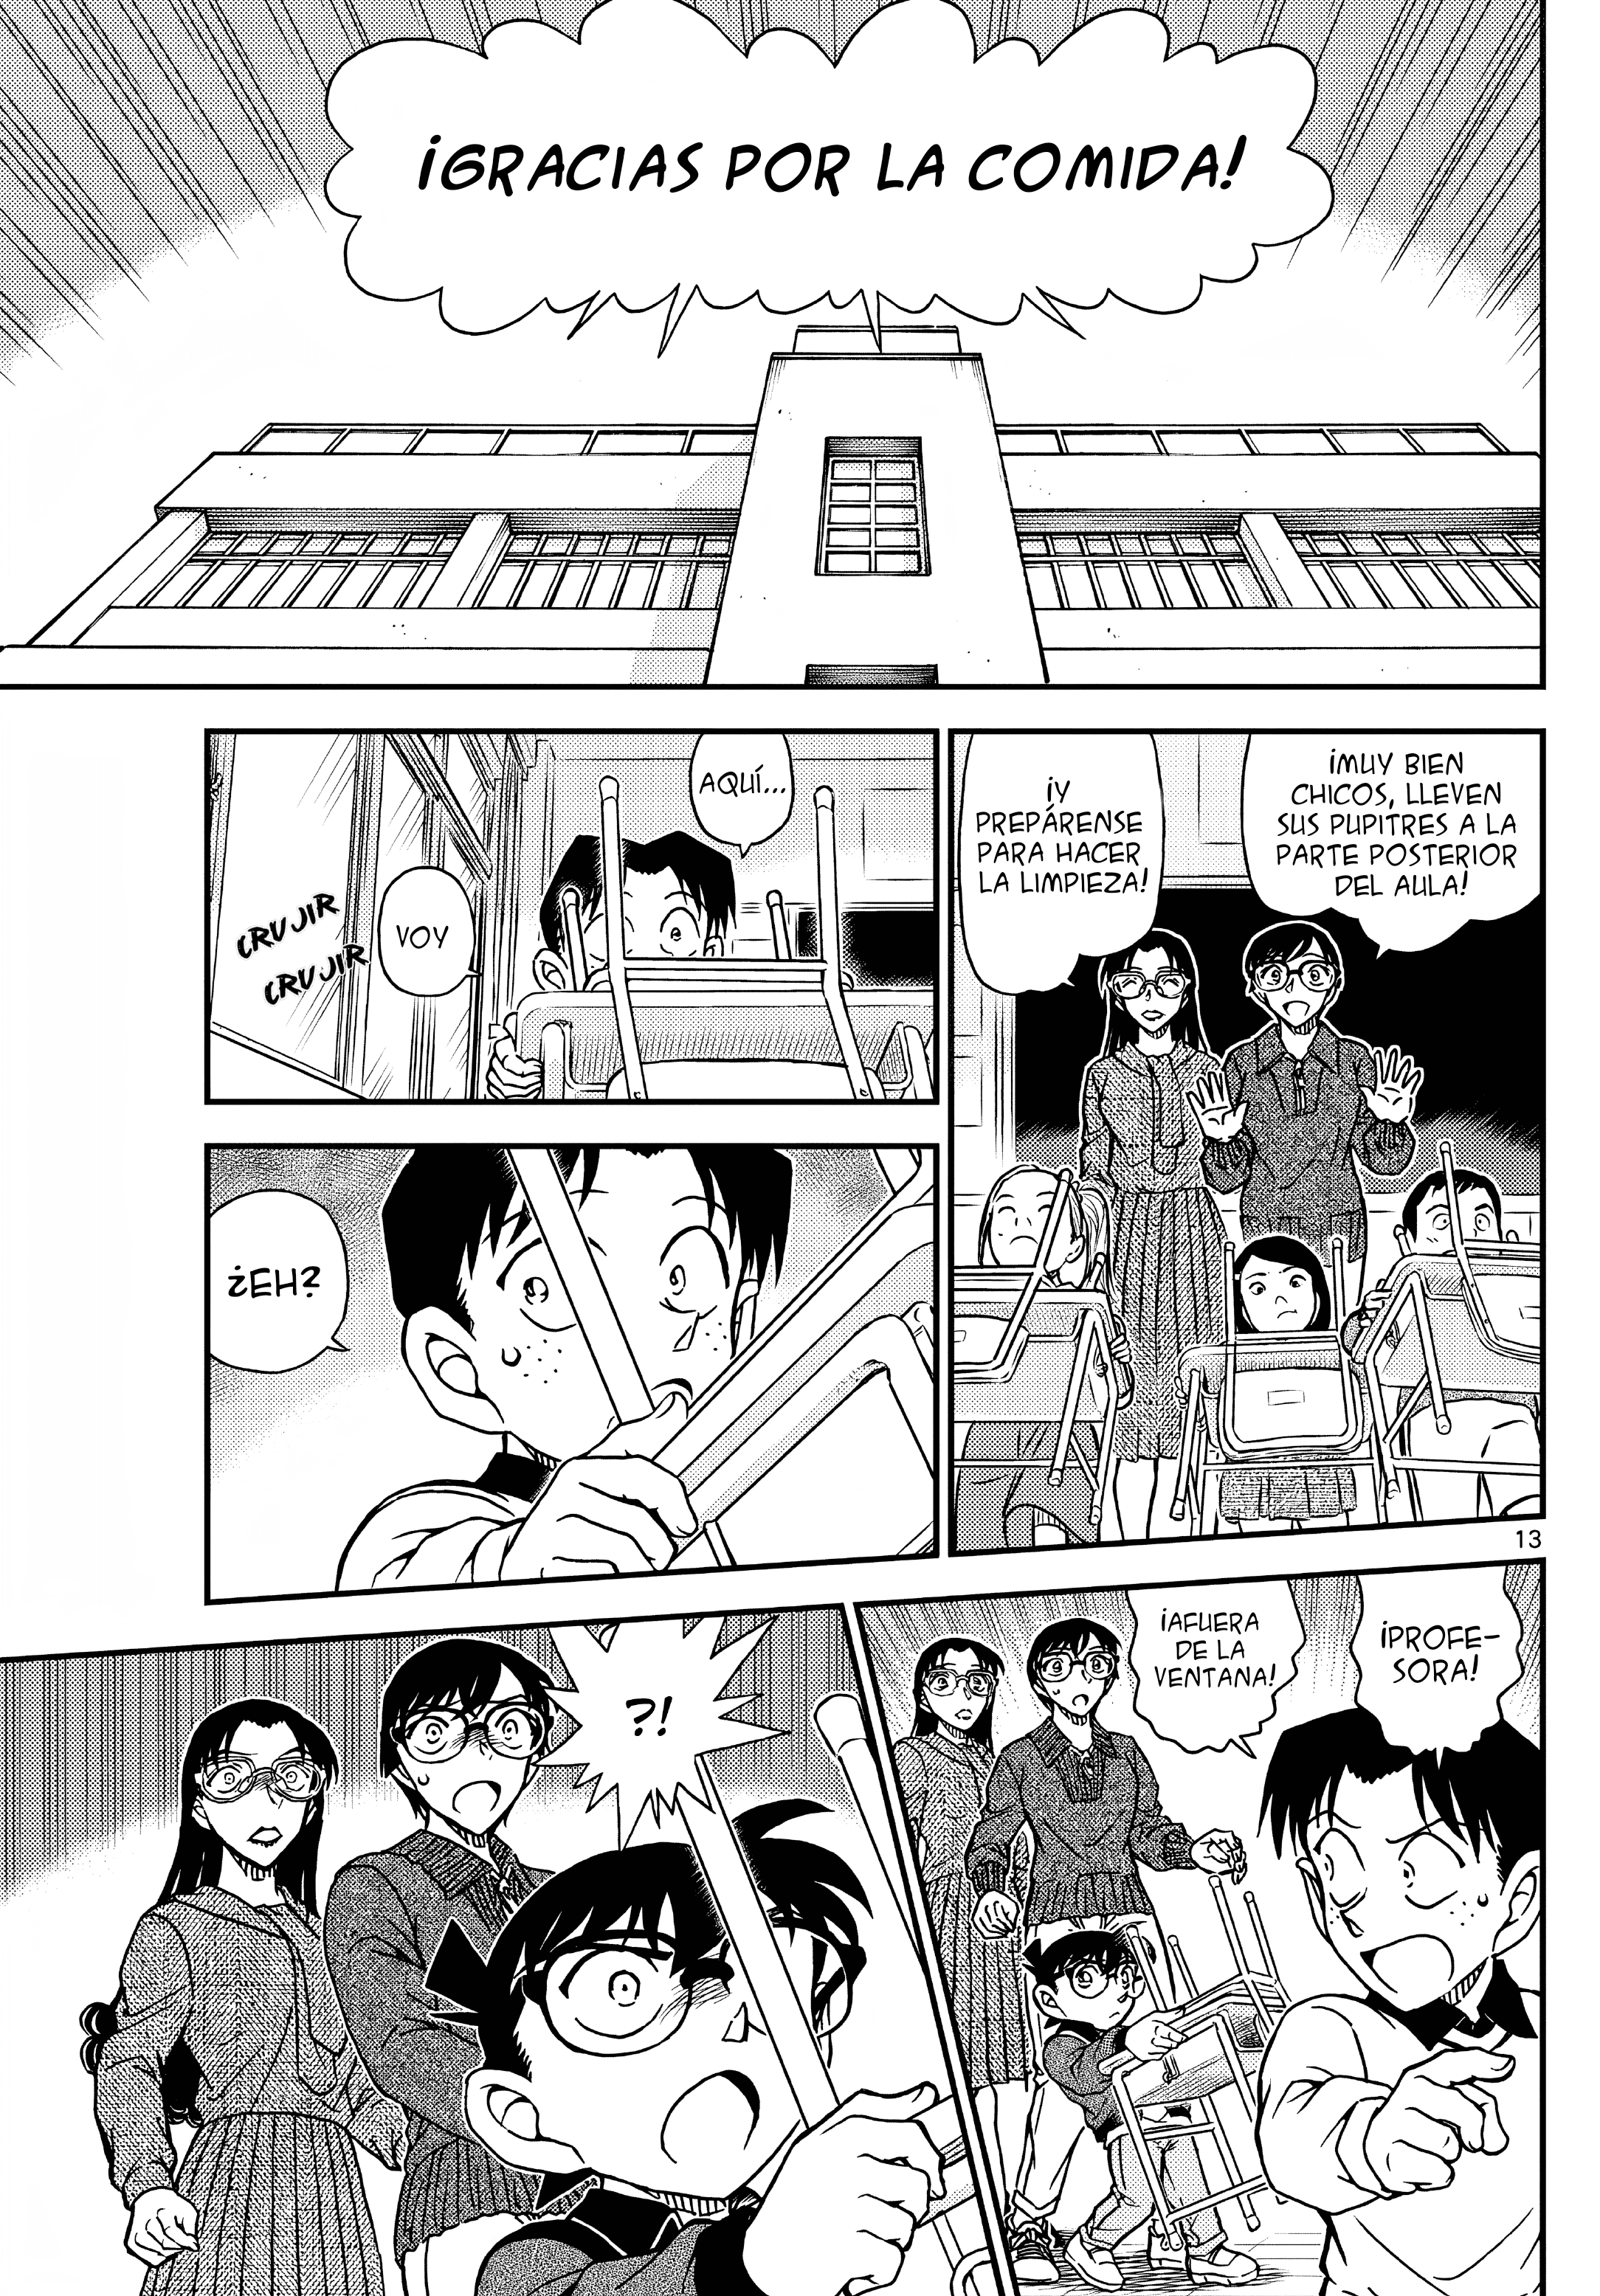 ¡GRACIAS POR LA COMIDA!
¡MUY BIEN
CHICOS, LLEVEN
SUS PUPITRES A LA
PARTE POSTERIOR
DEL AULA!
¡Y
PREPÁRENSE
PARA HACER
LA LIMPIEZA!
AQUÍ...
VOY
CRUJIR
CRUJIR
¿EH?
13
¡PROFE-
SORA!
¡AFUERA
DE LA
VENTANA!
?!